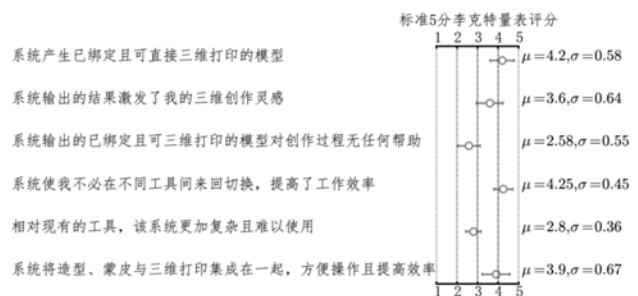 标准5分李克特量表评分
1 2 3 4 5
系统产生已绑定且可直接三维打印的模型 μ=4.2,σ=0.58
系统输出的结果激发了我的三维创作灵感 μ=3.6,σ=0.64
系统输出的已绑定且可三维打印的模型对创作过程无任何帮助 μ=2.58,σ=0.55
系统使我不必在不同工具间来回切换，提高了工作效率 μ=4.25,σ=0.45
相对现有的工具，该系统更加复杂且难以使用 μ=2.8,σ=0.36
系统将造型、蒙皮与三维打印集成在一起，方便操作且提高效率 μ=3.9,σ=0.67
1 2 3 4 5